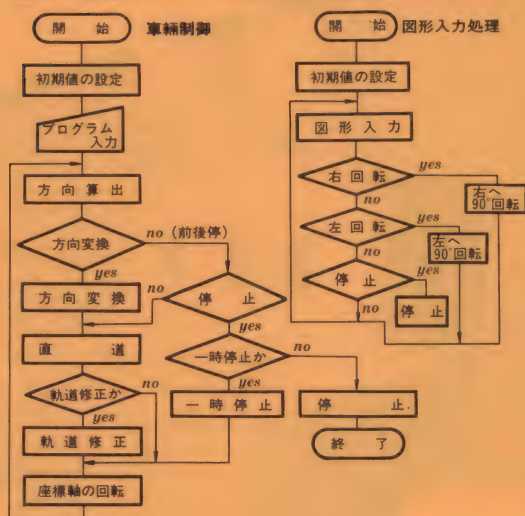 開始
車輛制御
初期値の設定
プログラム
入力
方向算出
方向変換
no (前後停)
yes
方向変換
no
停止
yes
直道
一時停止か
no
軌道修正か
no
yes
yes
一時停止
軌道修正
停止.
終了
座標軸の回転
開始
図形入力処理
初期値の設定
図形入力
右回転
yes
右へ
90°回転
no
左回転
yes
左へ
90°回転
no
停止
yes
停止
no